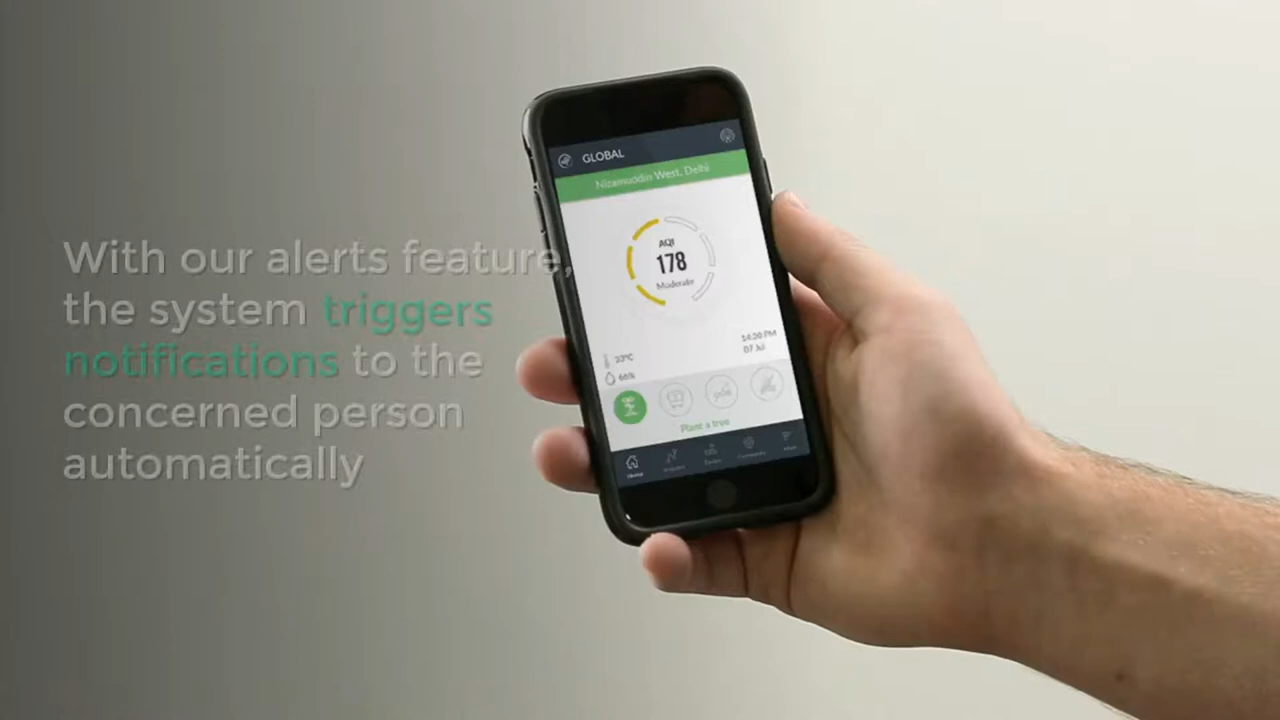 With our alerts feature,
the system triggers
notifications to the
concerned person
automatically
GLOBAL
Nizamuddin West, Delhi
AQI
178
Moderate
33°C
66%
14:20 PM
07 Jul
Plant a tree
Home